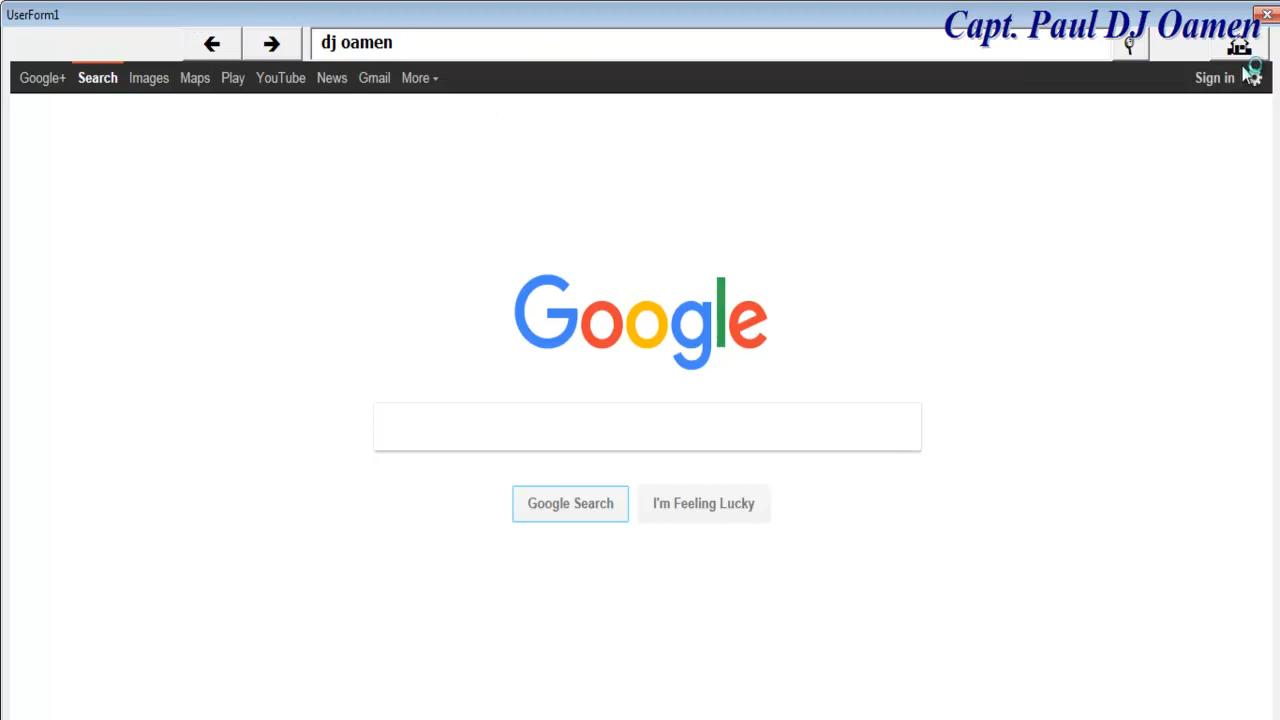 UserForm1
Capt. Paul DJ Oamen
dj oamen
Google+ Search Images Maps Play YouTube News Gmail More Sign in
Google
Google Search I'm Feeling Lucky